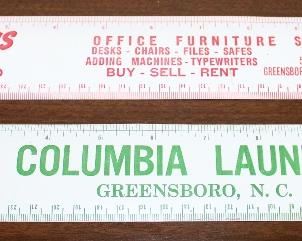 OFFICE FURNITURE S
DESKS - CHAIRS - FILES - SAFES
ADDING MACHINES-TYPEWRITERS
BUY - SELL - RENT
GREENSBORO
COLUMBIA LAUN
GREENSBORO, N. C.